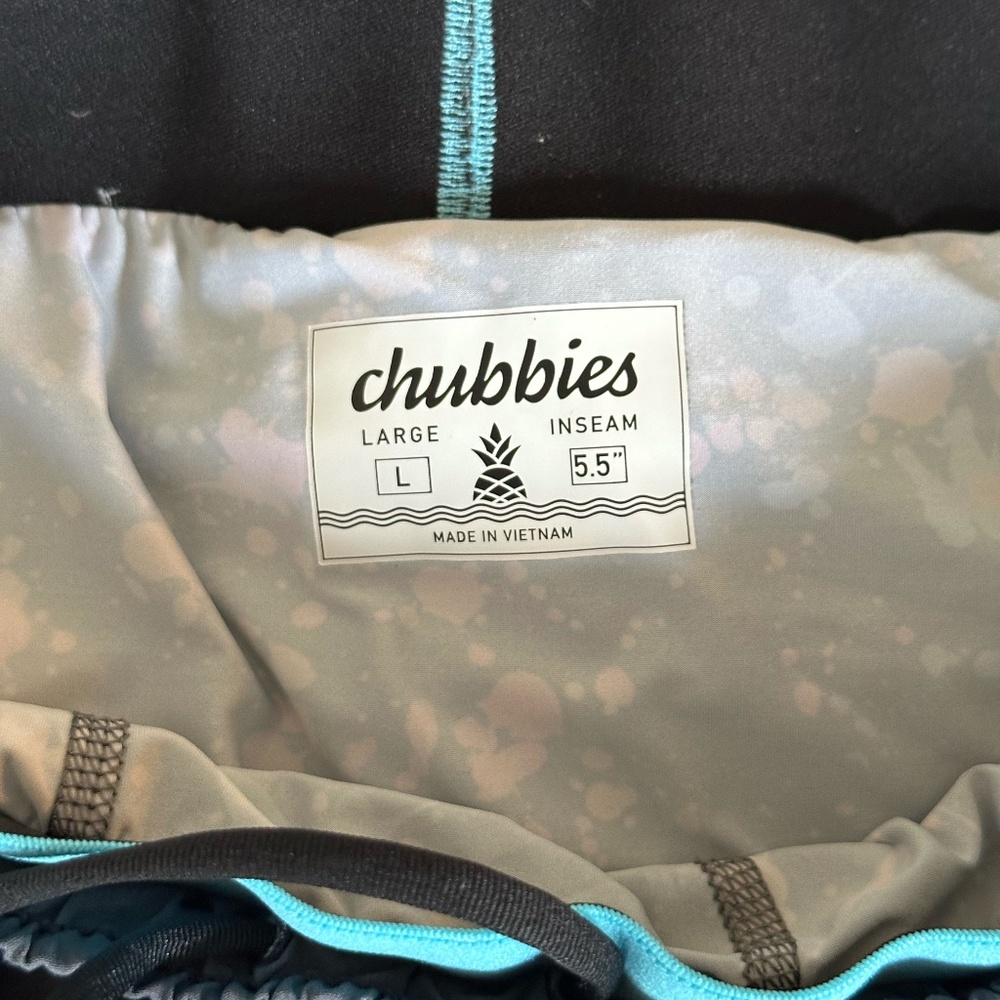 chubbies
LARGE INSEAM
L 5.5"
MADE IN VIETNAM